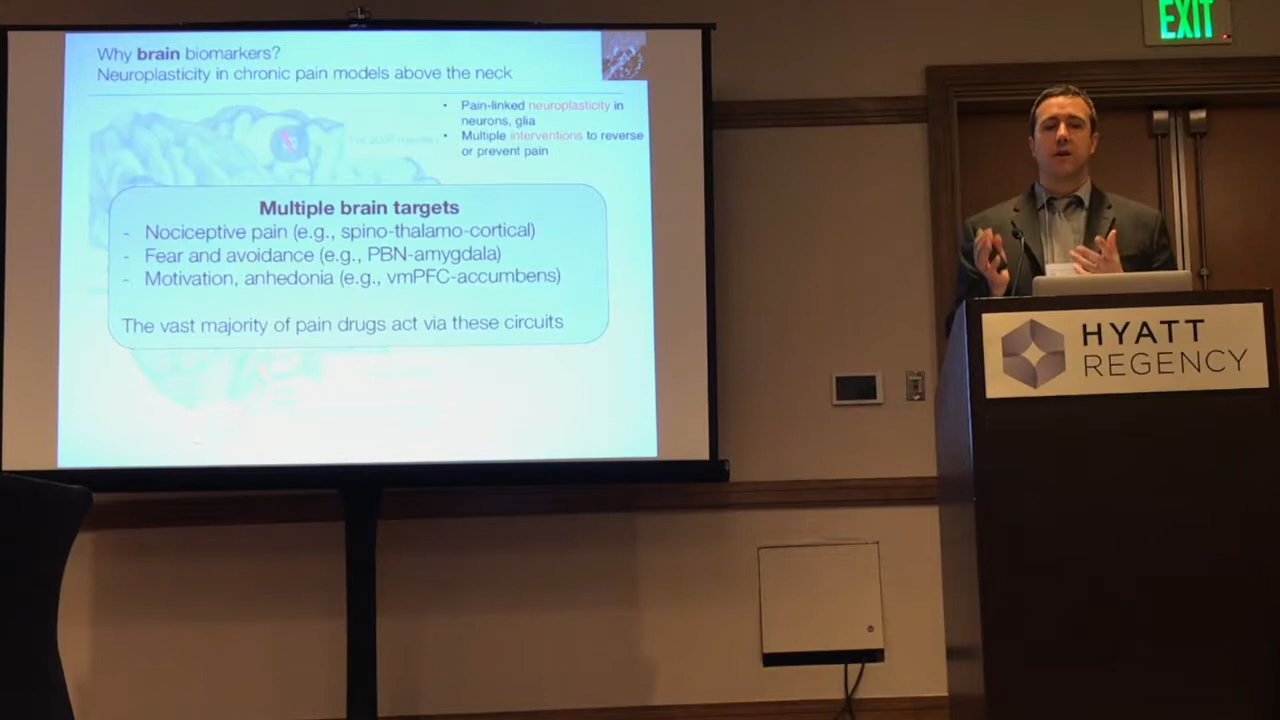 Why brain biomarkers?
Neuroplasticity in chronic pain models above the neck
• Pain-linked neuroplasticity in
neurons, glia
• Multiple interventions to reverse
or prevent pain
Multiple brain targets
- Nociceptive pain (e.g., spino-thalamo-cortical)
- Fear and avoidance (e.g., PBN-amygdala)
- Motivation, anhedonia (e.g., vmPFC-accumbens)
The vast majority of pain drugs act via these circuits
EXIT
HYATT
REGENCY